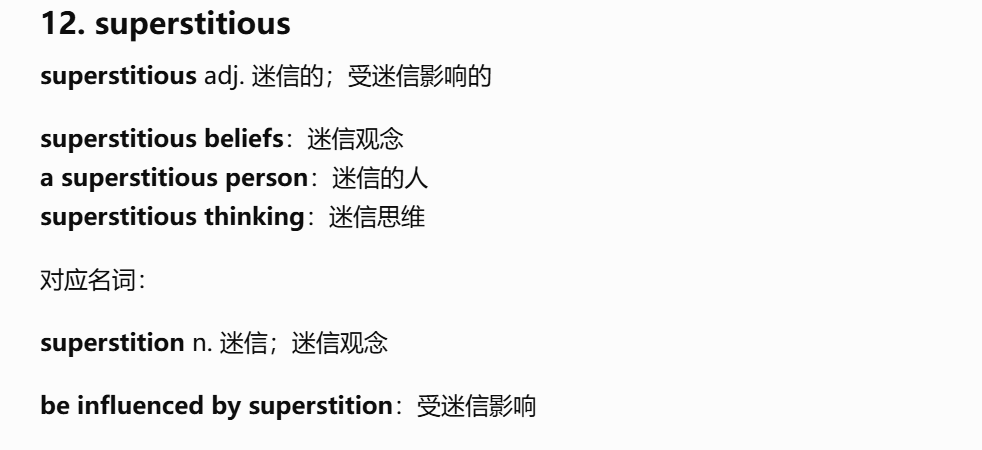 12. superstitious
superstitious adj. 迷信的；受迷信影响的
superstitious beliefs：迷信观念
a superstitious person：迷信的人
superstitious thinking：迷信思维
对应名词：
superstition n. 迷信；迷信观念
be influenced by superstition：受迷信影响